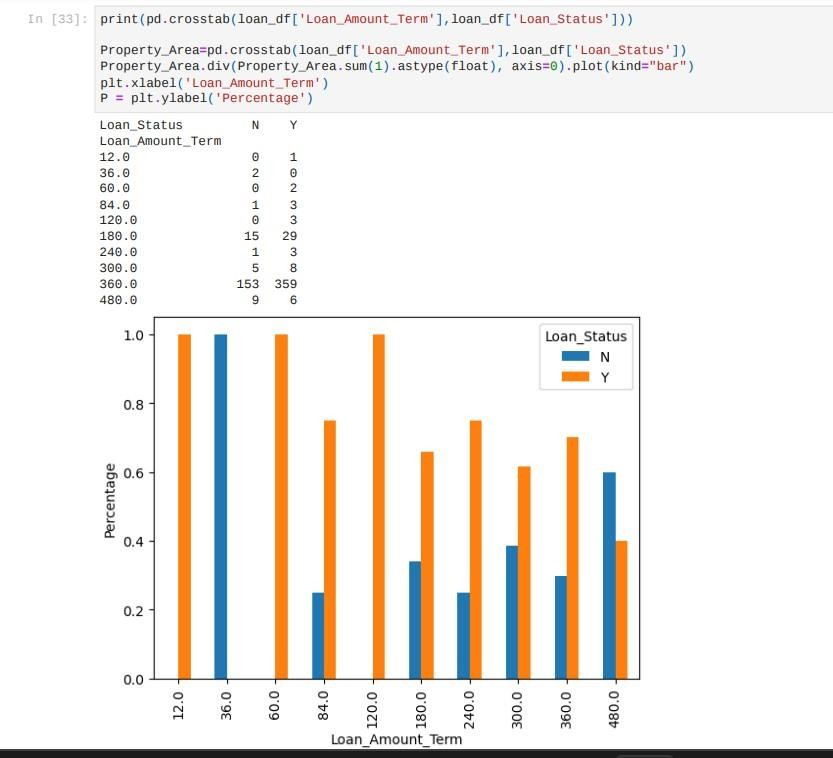 In [33]:
print(pd.crosstab(loan_df['Loan_Amount_Term'],loan_df['Loan_Status']))
Property_Area=pd.crosstab(loan_df['Loan_Amount_Term'],loan_df['Loan_Status'])
Property_Area.div(Property_Area.sum(1).astype(float), axis=0).plot(kind="bar")
plt.xlabel('Loan_Amount_Term')
P = plt.ylabel('Percentage')
Loan_Status N Y
Loan_Amount_Term
12.0 0 1
36.0 2 0
60.0 0 2
84.0 1 3
120.0 0 3
180.0 15 29
240.0 1 3
300.0 5 8
360.0 153 359
480.0 9 6
Loan_Status
N
Y
1.0
0.8
0.6
0.4
0.2
0.0
Percentage
12.0 36.0 60.0 84.0 120.0 180.0 240.0 300.0 360.0 480.0
Loan_Amount_Term